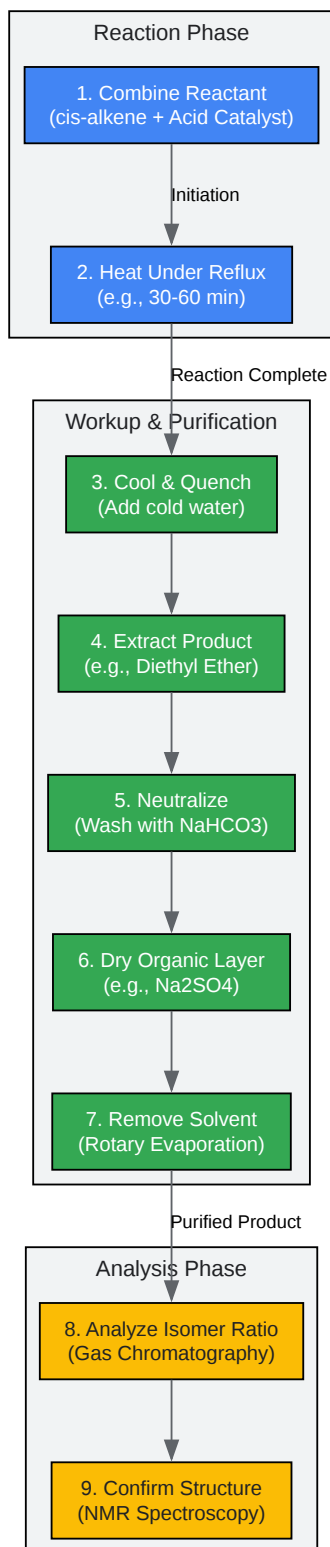 Reaction Phase
1. Combine Reactant
(cis-alkene + Acid Catalyst)
Initiation
2. Heat Under Reflux
(e.g., 30-60 min)
Reaction Complete
Workup & Purification
3. Cool & Quench
(Add cold water)
4. Extract Product
(e.g., Diethyl Ether)
5. Neutralize
(Wash with NaHCO3)
6. Dry Organic Layer
(e.g., Na2SO4)
7. Remove Solvent
(Rotary Evaporation)
Purified Product
Analysis Phase
8. Analyze Isomer Ratio
(Gas Chromatography)
9. Confirm Structure
(NMR Spectroscopy)